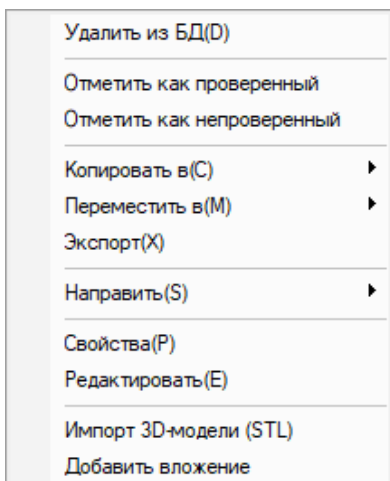 Удалить из БД(D)
Отметить как проверенный
Отметить как непроверенный
Копировать в(C)
Переместить в(M)
Экспорт(X)
Направить(S)
Свойства(P)
Редактировать(E)
Импорт 3D-модели (STL)
Добавить вложение